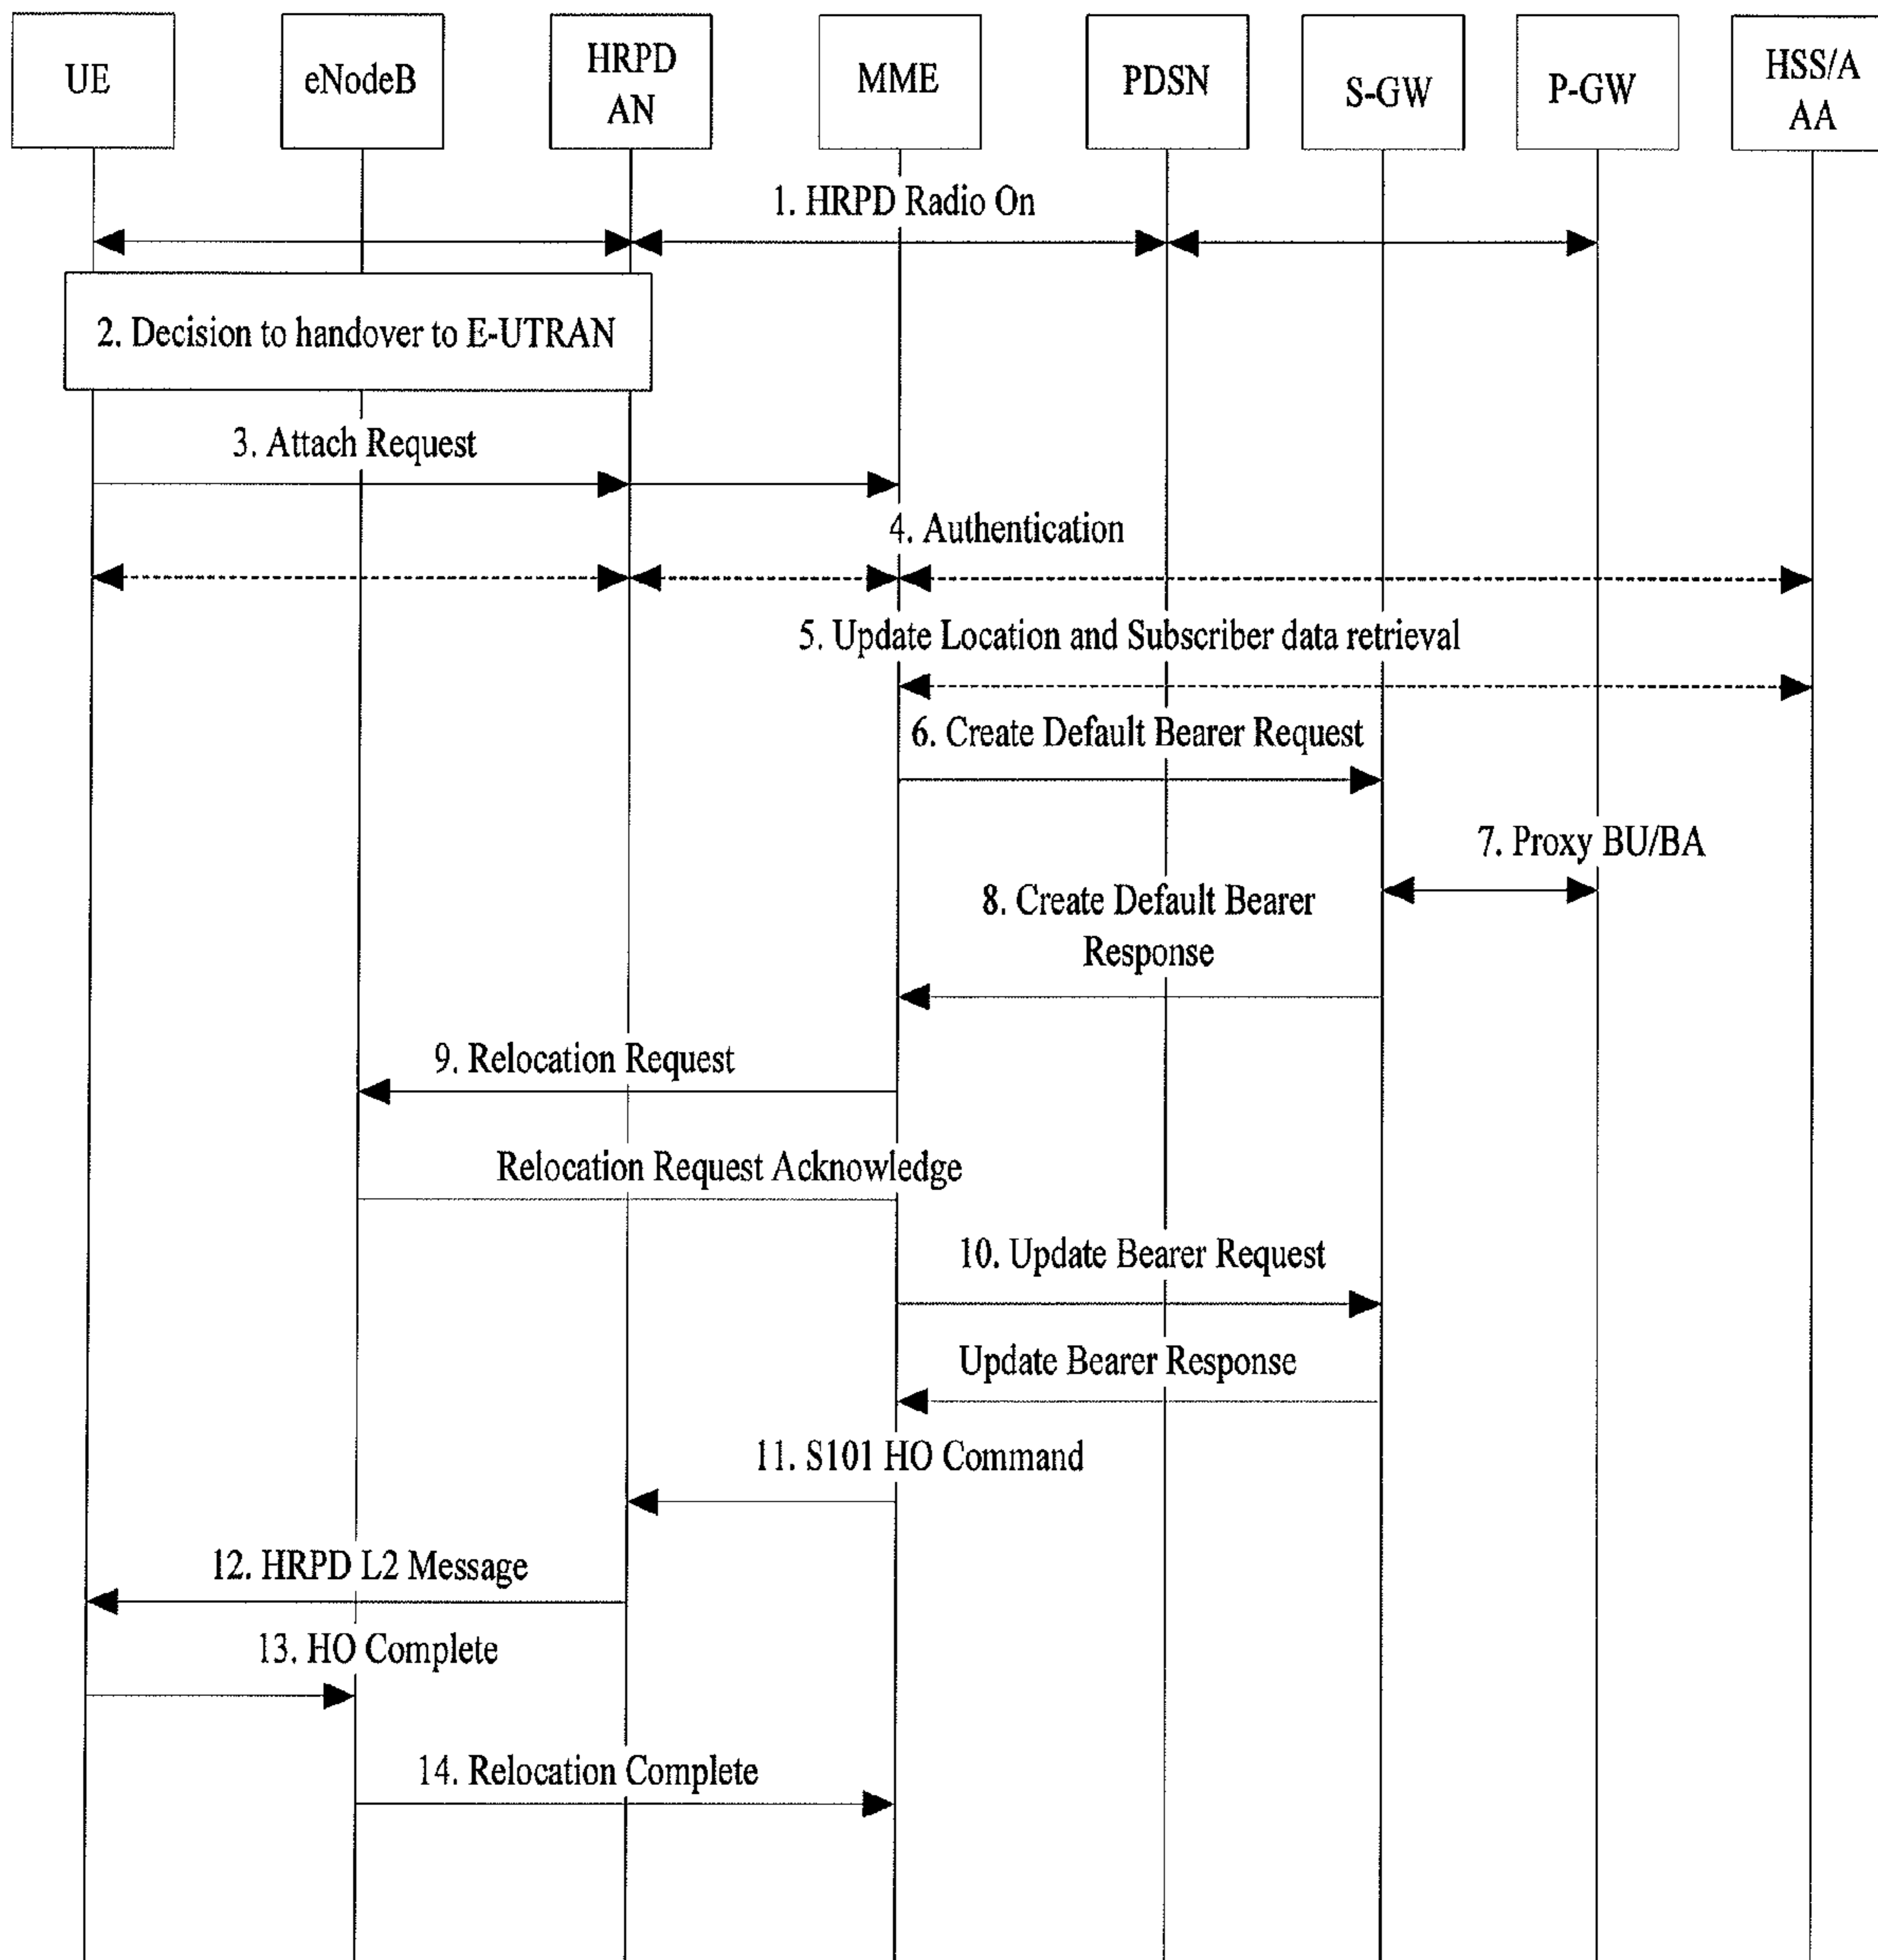 UE
eNodeB
HRPD
AN
MME
PDSN
S-GW
P-GW
HSS/A
AA
1. HRPD Radio On
2. Decision to handover to E-UTRAN
3. Attach Request
4. Authentication
5. Update Location and Subscriber data retrieval
6. Create Default Bearer Request
7. Proxy BU/BA
8. Create Default Bearer
Response
9. Relocation Request
Relocation Request Acknowledge
10. Update Bearer Request
Update Bearer Response
11. S101 HO Command
12. HRPD L2 Message
13. HO Complete
14. Relocation Complete